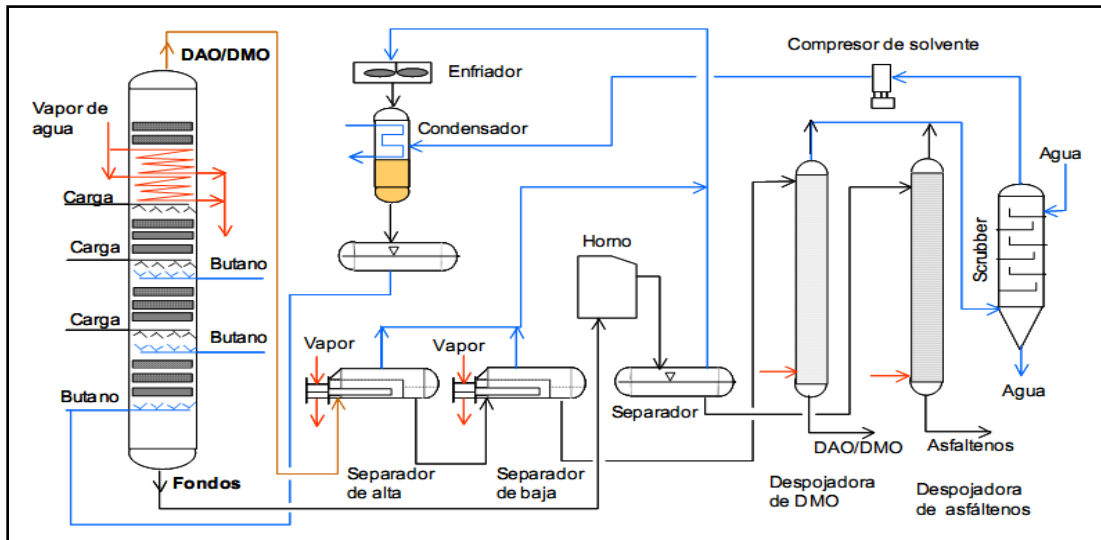 DAO/DMO
Vapor de
agua
Carga
Carga
Butano
Carga
Butano
Butano
Fondos
Enfriador
Condensador
Compresor de solvente
Agua
Scrubber
Agua
Horno
Vapor
Vapor
Separador
Separador
de alta
Separador
de baja
DAO/DMO
Asfaltenos
Despojadora
de DMO
Despojadora
de asfáltenos